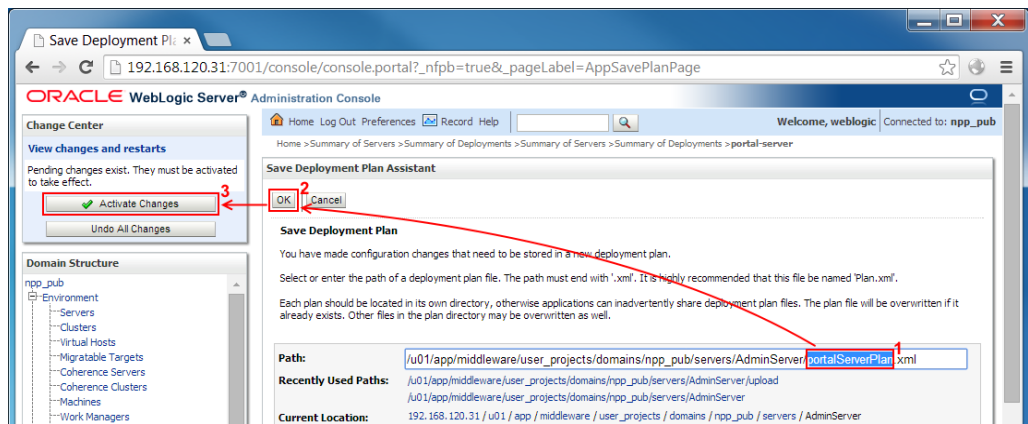 Save Deployment Pla
192.168.120.31:7001/console/console.portal?_nfpb=true&_pageLabel=AppSavePlanPage
ORACLE WebLogic Server® Administration Console
Change Center
View changes and restarts
Pending changes exist. They must be activated
to take effect.
3
Activate Changes
Undo All Changes
Domain Structure
npp_pub
Environment
Servers
Clusters
Virtual Hosts
Migratable Targets
Coherence Servers
Coherence Clusters
Machines
Work Managers
Home Log Out Preferences Record Help
Welcome, weblogic Connected to: npp_pub
Home >Summary of Servers >Summary of Deployments >Summary of Servers >Summary of Deployments >portal-server
Save Deployment Plan Assistant
OK 2 Cancel
Save Deployment Plan
You have made configuration changes that need to be stored in a new deployment plan.
Select or enter the path of a deployment plan file. The path must end with '.xml'. It is highly recommended that this file be named 'Plan.xml'.
Each plan should be located in its own directory, otherwise applications can inadvertently share deployment plan files. The plan file will be overwritten if it
already exists. Other files in the plan directory may be overwritten as well.
1
Path: /u01/app/middleware/user_projects/domains/npp_pub/servers/AdminServer/portalServerPlan.xml
Recently Used Paths: /u01/app/middleware/user_projects/domains/npp_pub/servers/AdminServer/upload
/u01/app/middleware/user_projects/domains/npp_pub/servers/AdminServer
Current Location: 192.168.120.31 / u01 / app / middleware / user_projects / domains / npp_pub / servers / AdminServer